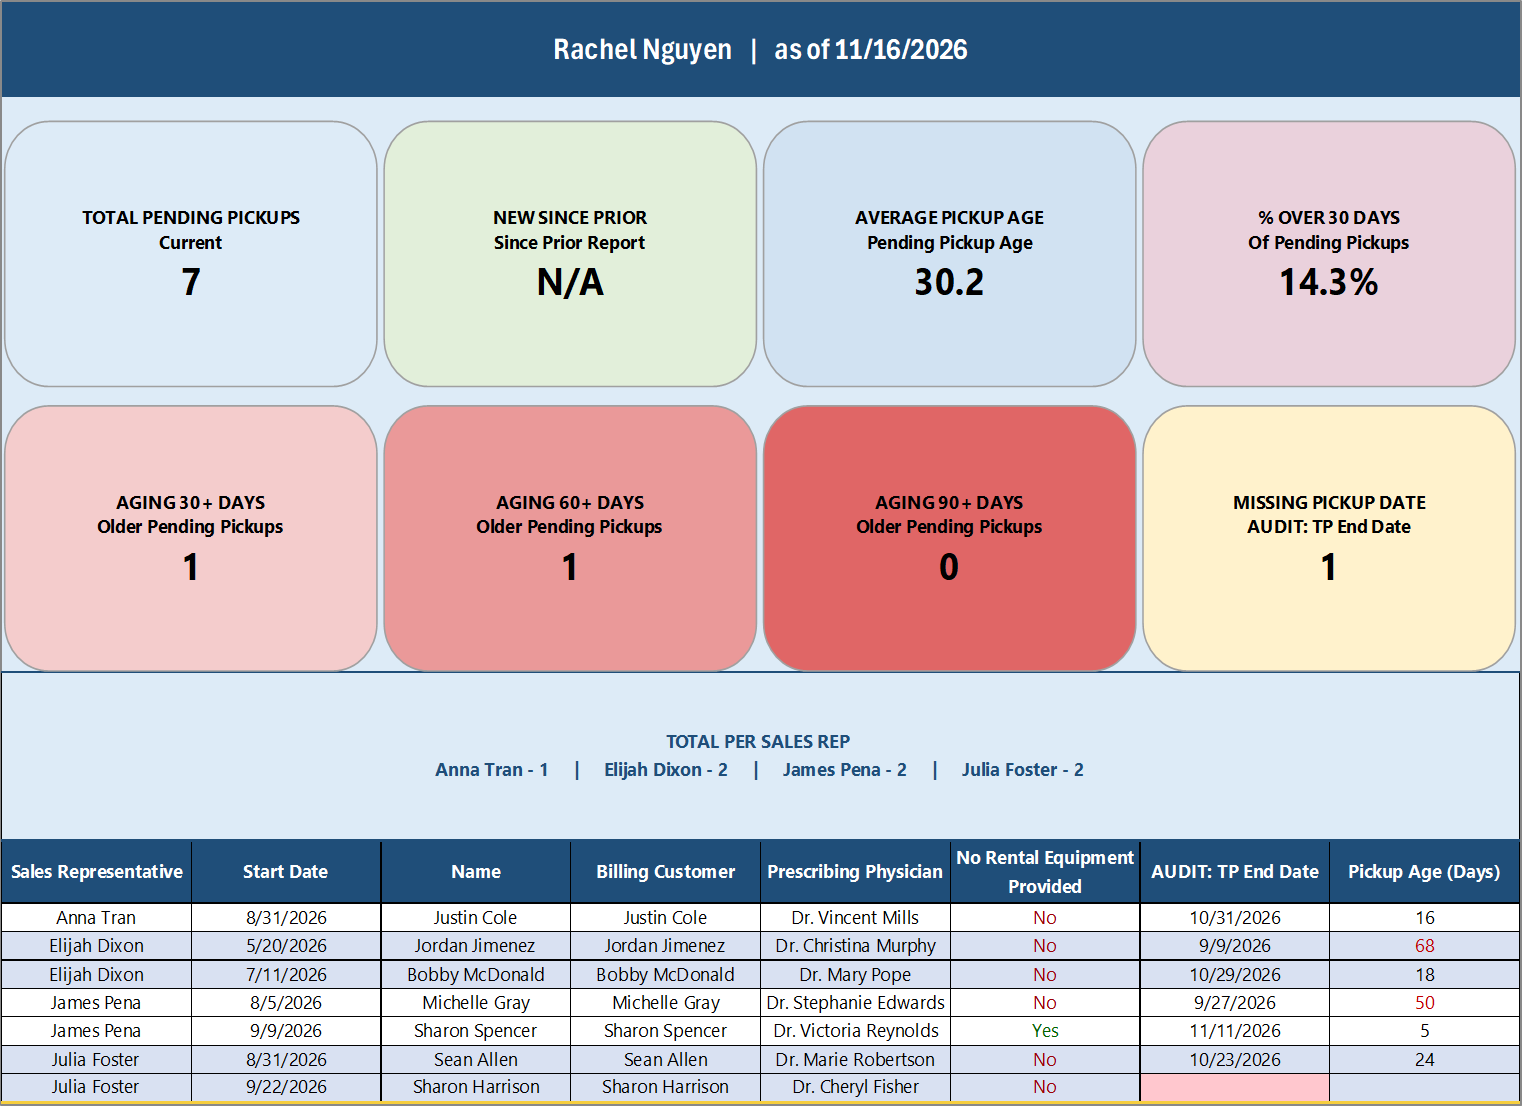 Rachel Nguyen | as of 11/16/2026
TOTAL PENDING PICKUPS
Current
7
NEW SINCE PRIOR
Since Prior Report
N/A
AVERAGE PICKUP AGE
Pending Pickup Age
30.2
% OVER 30 DAYS
Of Pending Pickups
14.3%
AGING 30+ DAYS
Older Pending Pickups
1
AGING 60+ DAYS
Older Pending Pickups
1
AGING 90+ DAYS
Older Pending Pickups
0
MISSING PICKUP DATE
AUDIT: TP End Date
1
TOTAL PER SALES REP
Anna Tran - 1 | Elijah Dixon - 2 | James Pena - 2 | Julia Foster - 2
Sales Representative Start Date Name Billing Customer Prescribing Physician No Rental Equipment Provided AUDIT: TP End Date Pickup Age (Days)
Anna Tran 8/31/2026 Justin Cole Justin Cole Dr. Vincent Mills No 10/31/2026 16
Elijah Dixon 5/20/2026 Jordan Jimenez Jordan Jimenez Dr. Christina Murphy No 9/9/2026 68
Elijah Dixon 7/11/2026 Bobby McDonald Bobby McDonald Dr. Mary Pope No 10/29/2026 18
James Pena 8/5/2026 Michelle Gray Michelle Gray Dr. Stephanie Edwards No 9/27/2026 50
James Pena 9/9/2026 Sharon Spencer Sharon Spencer Dr. Victoria Reynolds Yes 11/11/2026 5
Julia Foster 8/31/2026 Sean Allen Sean Allen Dr. Marie Robertson No 10/23/2026 24
Julia Foster 9/22/2026 Sharon Harrison Sharon Harrison Dr. Cheryl Fisher No